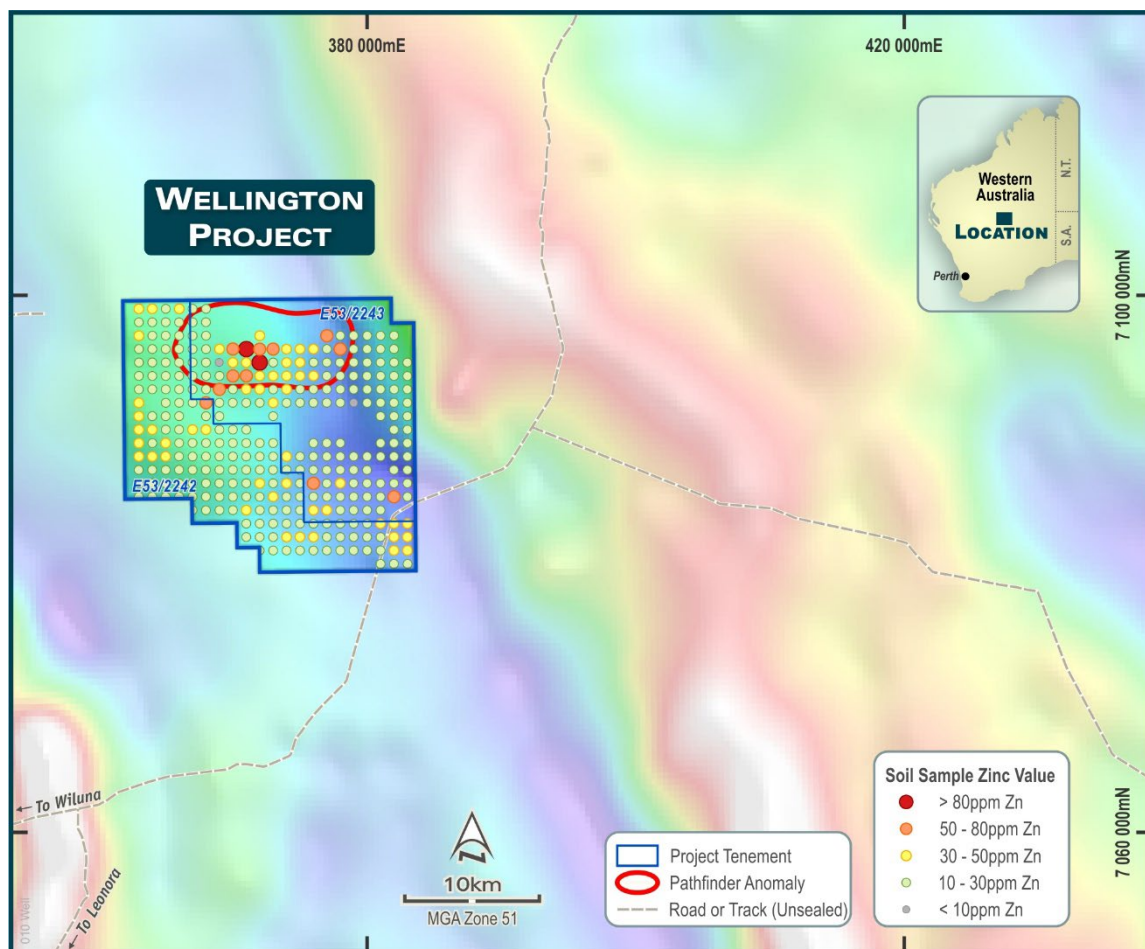 380 000mE
420 000mE
WELLINGTON
PROJECT
Western
Australia
LOCATION
N.T.
S.A.
Perth
7 100 000mN
E53/2243
E53/2242
To Wiluna
To Leonora
010 Well
N
10km
MGA Zone 51
Project Tenement
Pathfinder Anomaly
Road or Track (Unsealed)
Soil Sample Zinc Value
> 80ppm Zn
50 - 80ppm Zn
30 - 50ppm Zn
10 - 30ppm Zn
< 10ppm Zn
7 060 000mN